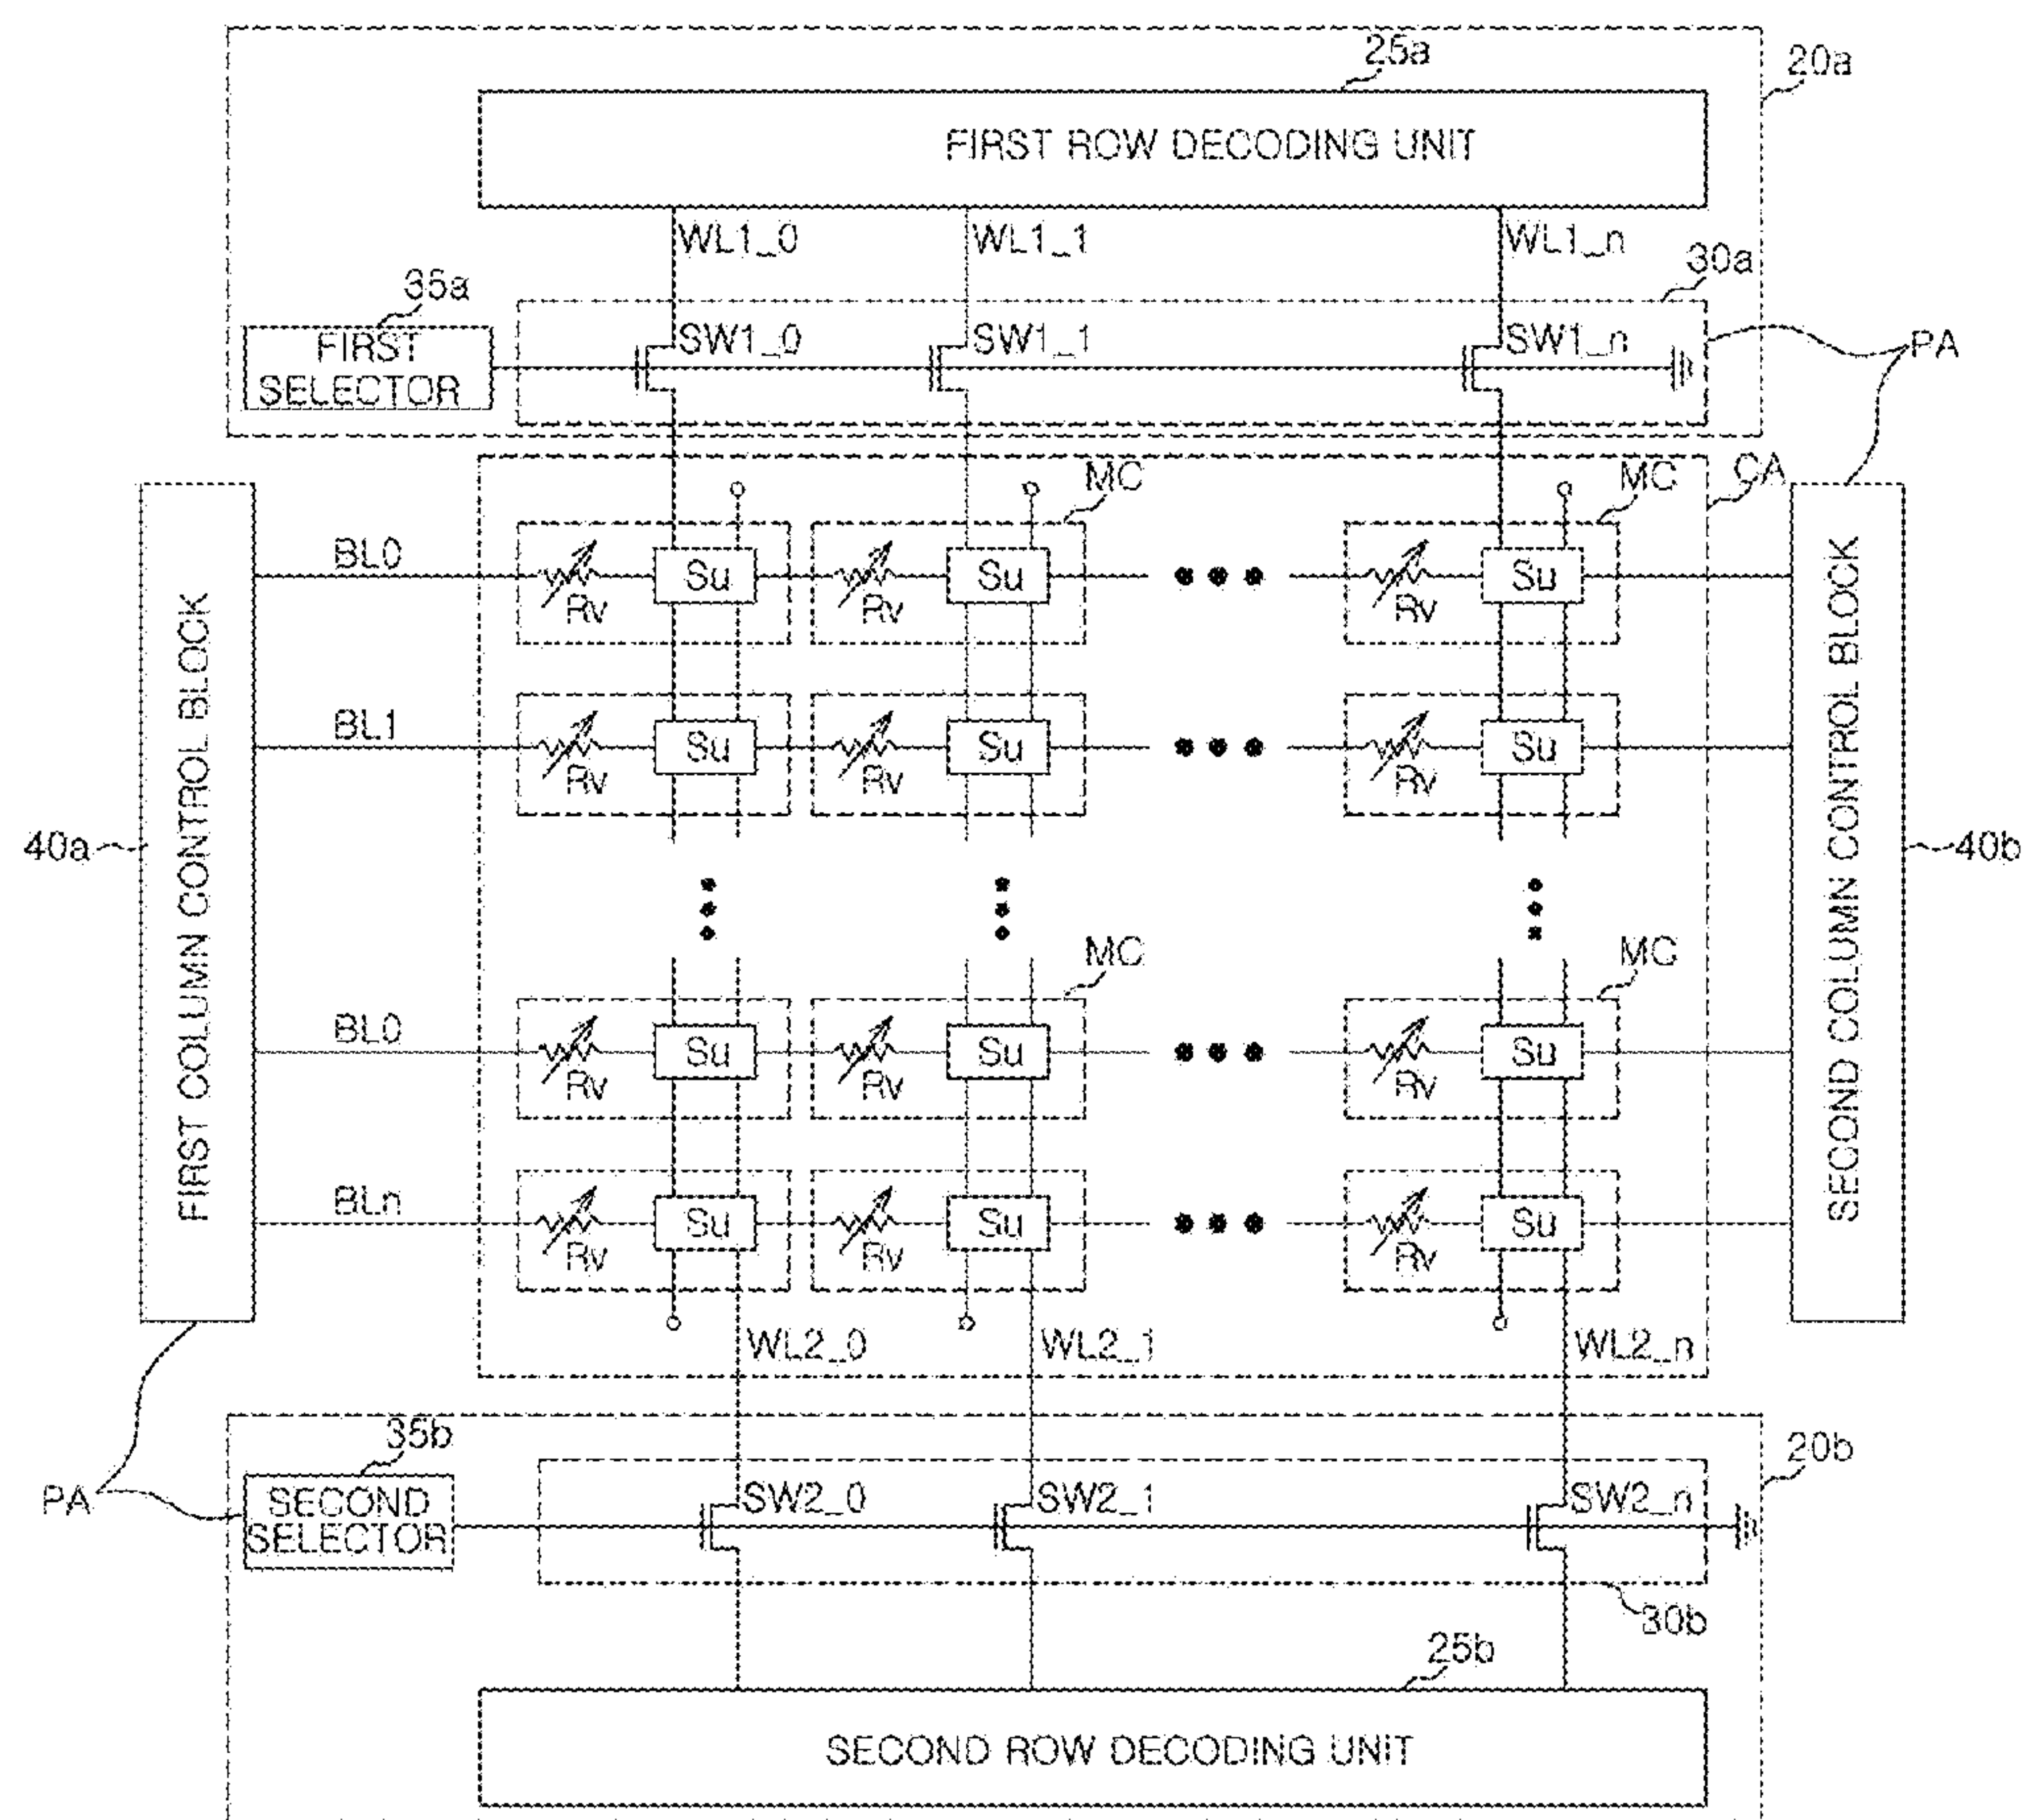 25a
20a
FIRST ROW DECODING UNIT
WL1_0 WL1_1 WL1_n
30a
35a
FIRST
SELECTOR
SW1_0 SW1_1 SW1_n
PA
MC MC CA
BL0 Su Su Su
Rv Rv Rv
BL1 Su Su Su
Rv Rv Rv
FIRST COLUMN CONTROL BLOCK
SECOND COLUMN CONTROL BLOCK
40a 40b
MC MC
BL0 Su Su Su
Rv Rv Rv
BLn Su Su Su
Rv Rv Rv
WL2_0 WL2_1 WL2_n
35b
20b
PA
SECOND
SELECTOR
SW2_0 SW2_1 SW2_n
30b
25b
SECOND ROW DECODING UNIT